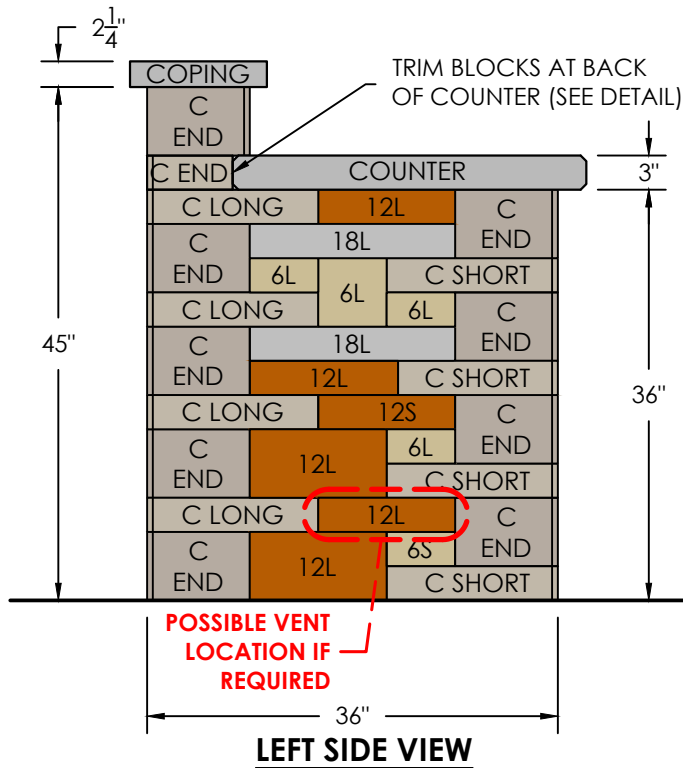 2 1/4"
COPING
TRIM BLOCKS AT BACK
OF COUNTER (SEE DETAIL)
C
END
C END
COUNTER
3"
C LONG
12L
C
END
C
END
18L
6L
6L
C SHORT
C LONG
6L
C
END
45"
18L
C
END
12L
C SHORT
36"
C LONG
12S
C
END
C
END
12L
6L
C SHORT
C LONG
12L
C
END
C
END
12L
6S
C SHORT
POSSIBLE VENT
LOCATION IF
REQUIRED
36"
LEFT SIDE VIEW